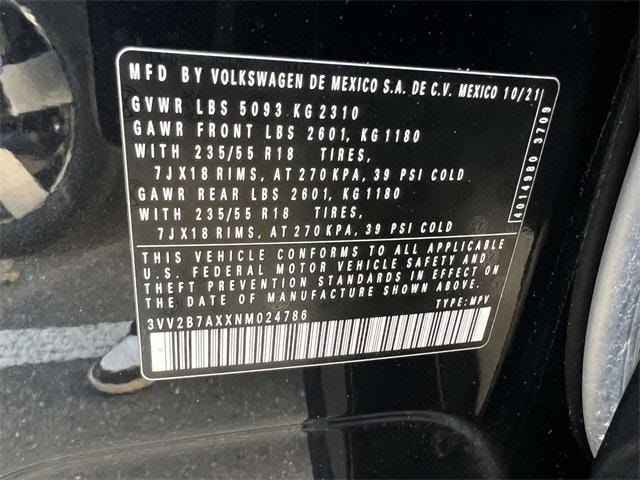 MFD BY VOLKSWAGEN DE MEXICO S.A. DE C.V. MEXICO 10/21
GVWR LBS 5093 KG 2310
GAWR FRONT LBS 2601, KG 1180
WITH 235/55 R18 TIRES,
7JX18 RIMS, AT 270 KPA, 39 PSI COLD
GAWR REAR LBS 2601, KG 1180
WITH 235/55 R18 TIRES,
7JX18 RIMS, AT 270 KPA, 39 PSI COLD
4014980 3709
THIS VEHICLE CONFORMS TO ALL APPLICABLE
U.S. FEDERAL MOTOR VEHICLE SAFETY AND
THEFT PREVENTION STANDARDS IN EFFECT ON
THE DATE OF MANUFACTURE SHOWN ABOVE.
3VV2B7AXXNM024786 TYPE: MPV